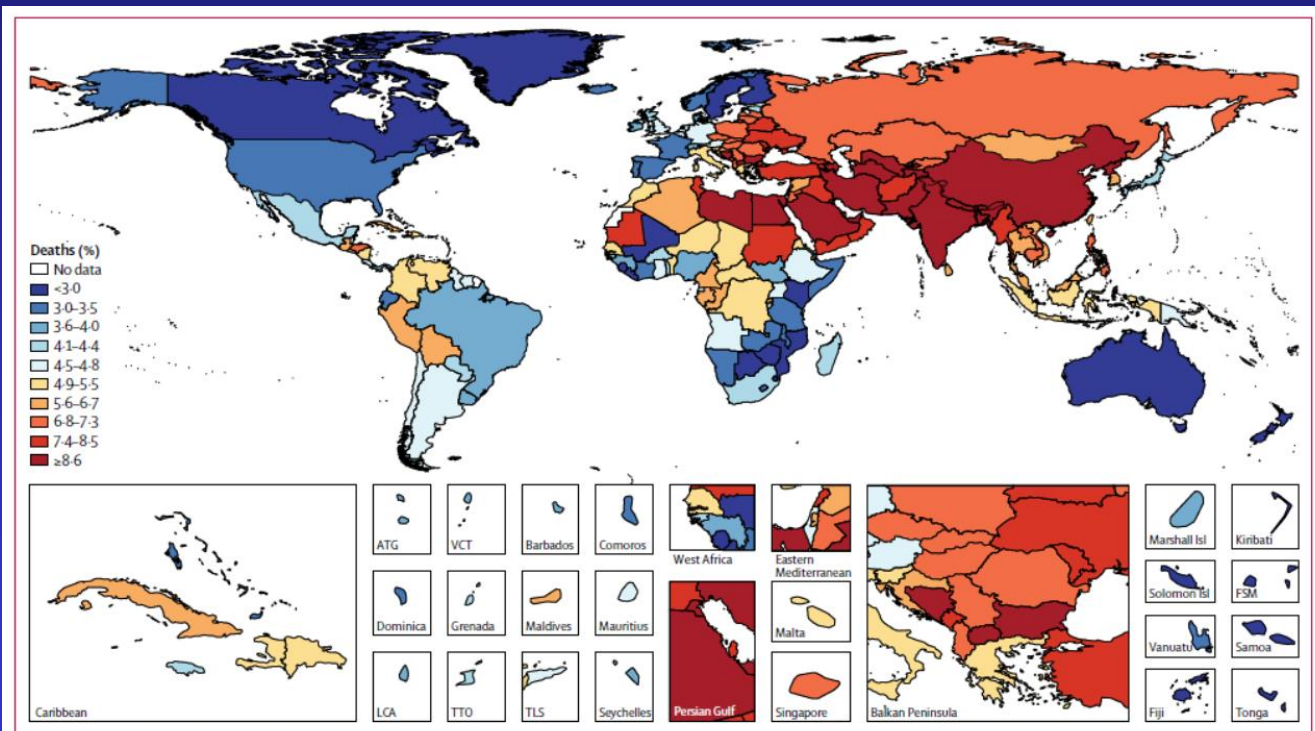 Deaths (%)
No data
<3·0
3·0–3·5
3·6–4·0
4·1–4·4
4·5–4·8
4·9–5·5
5·6–6·7
6·8–7·3
7·4–8·5
≥8·6
Caribbean
ATG
VCT
Barbados
Comoros
Dominica
Grenada
Maldives
Mauritius
LCA
TTO
TLS
Seychelles
West Africa
Eastern
Mediterranean
Persian Gulf
Malta
Singapore
Balkan Peninsula
Marshall Isl
Kiribati
Solomon Isl
FSM
Vanuatu
Samoa
Fiji
Tonga